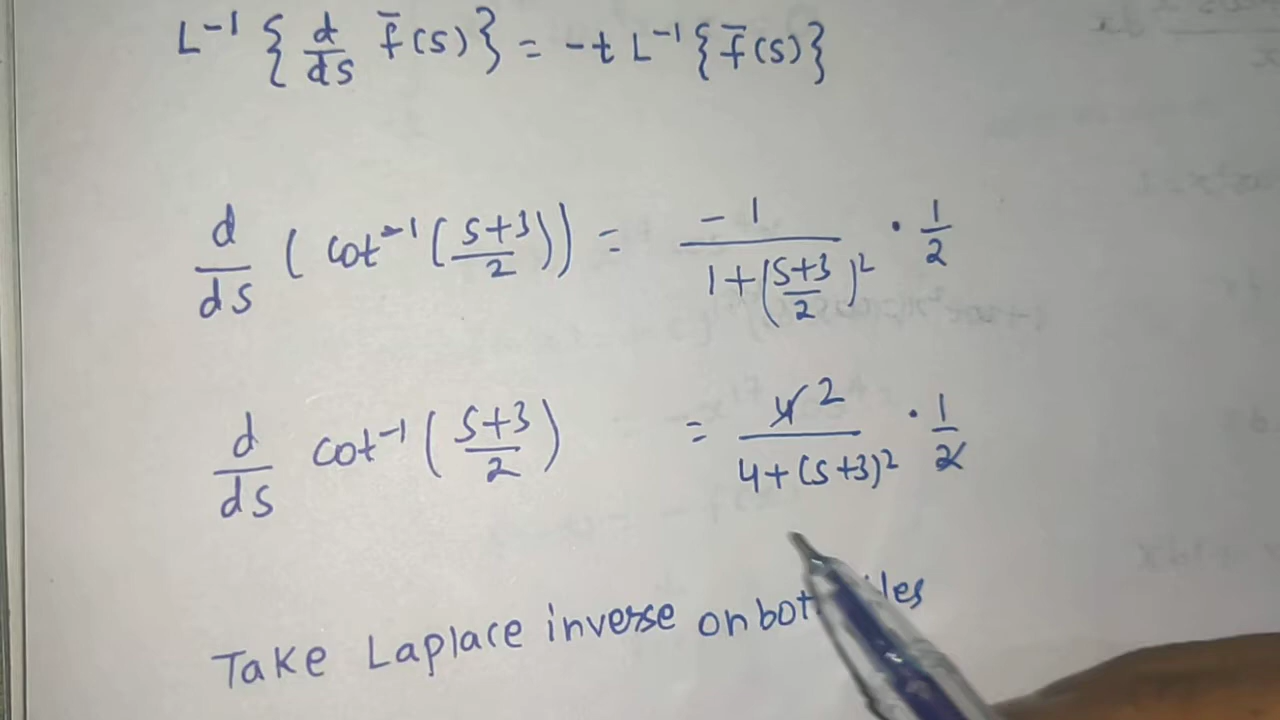 L⁻¹ { d/ds f̄(s) } = -t L⁻¹ { f̄(s) }
d/ds ( cot⁻¹ ( (s+3)/2 ) ) = -1/(1+((s+3)/2)²) · 1/2
d/ds cot⁻¹ ( (s+3)/2 ) = 4̸ 2/(4+(s+3)²) · 1/2̸
Take Laplace inverse on